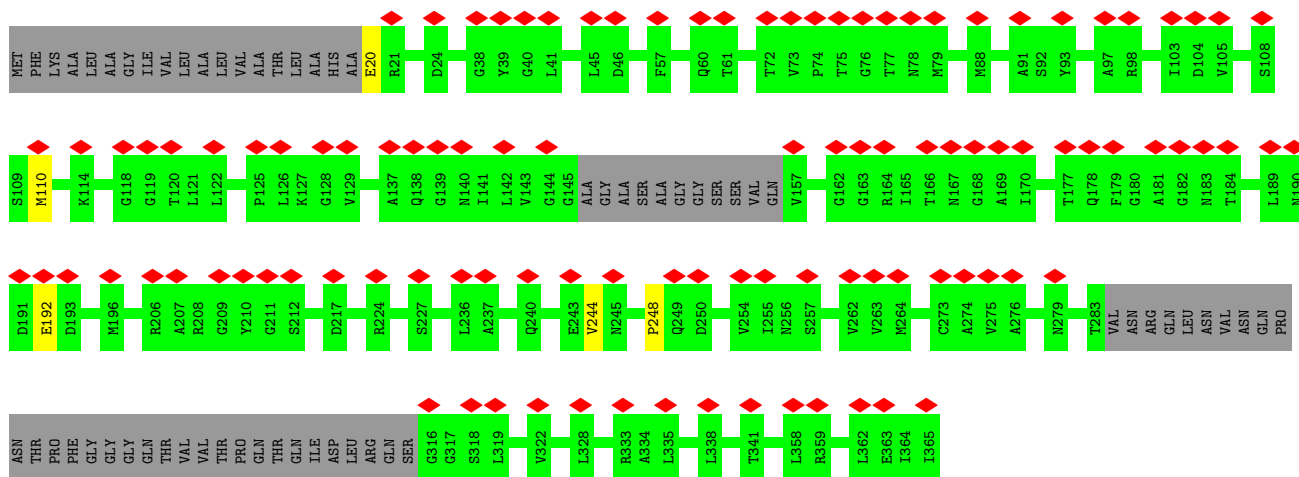 MET PHE LYS ALA LEU ALA ALA GLY ILE VAL LEU ALA LEU VAL ALA THR LEU ALA HIS ALA E20 R21 D24 G38 Y39 G40 L41 L45 D46 F57 Q60 T61 T72 V73 P74 T75 G76 T77 N78 M79 M88 A91 S92 Y93 A97 R98 I103 D104 V105 S108
S109 M110 K114 G118 G119 T120 L121 L122 P125 L126 K127 G128 V129 A137 Q138 G139 N140 I141 L142 V143 G144 G145 ALA GLY ALA SER ALA GLY GLY SER SER VAL GLN V157 G162 G163 R164 I165 T166 N167 G168 A169 I170 T177 Q178 F179 G180 A181 G182 N183 T184 L189 N190
D191 E192 D193 M196 R206 A207 R208 G209 Y210 G211 S212 D217 R224 S227 L236 A237 Q240 E243 V244 N245 P248 Q249 D250 V254 I255 N256 S257 V262 V263 M264 C273 A274 V275 A276 N279 T283 VAL ASN ARG GLN LEU ASN VAL ASN GLN PRO
ASN THR PRO PHE GLY GLY GLY GLN THR VAL VAL THR PRO GLN THR GLN ILE ASP LEU ARG GLN SER G316 G317 S318 L319 V322 L328 R333 A334 L335 L338 T341 L358 R359 L362 E363 I364 I365